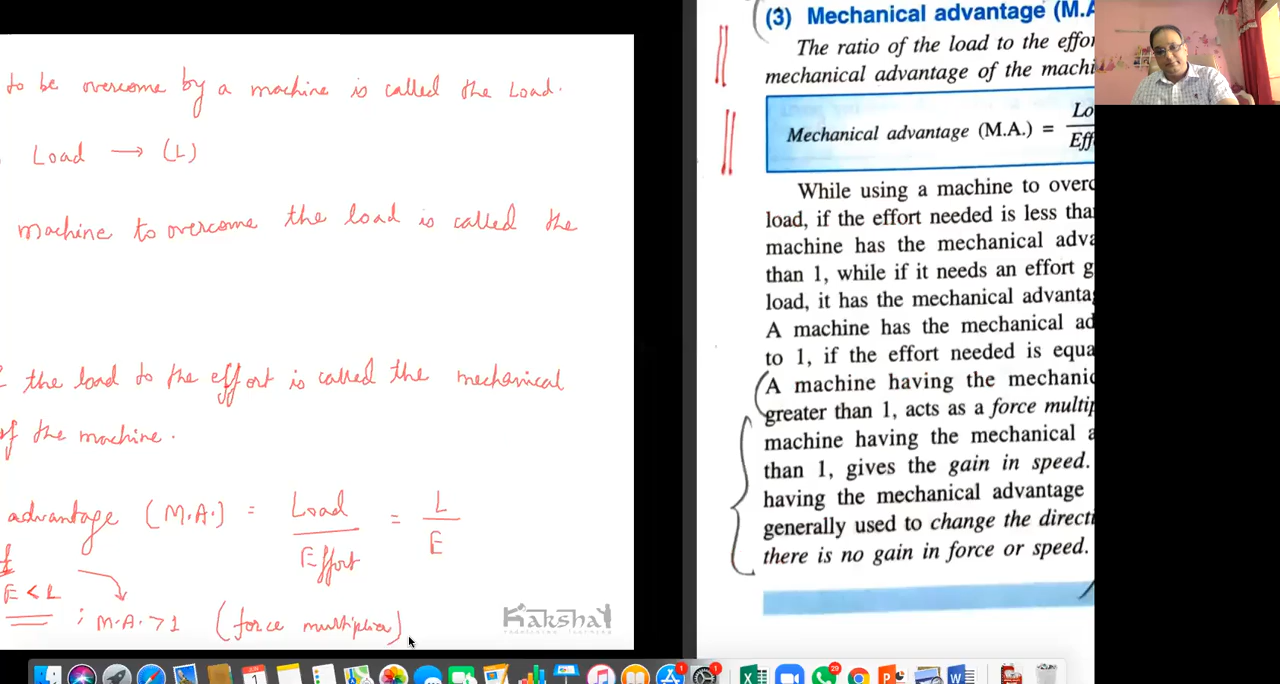 to be overcome by a machine is called the Load.
Load → (L)
machine to overcome the load is called the
the load to the effort is called the mechanical
of the machine.
advantage (M.A.) = Load / Effort = L / E
E < L
; M.A. > 1 (force multiplier)
Kaksha
(3) Mechanical advantage (M.A
The ratio of the load to the effor
mechanical advantage of the machi
Mechanical advantage (M.A.) = Lo
Eff
While using a machine to overc
load, if the effort needed is less tha
machine has the mechanical adva
than 1, while if it needs an effort g
load, it has the mechanical advanta
A machine has the mechanical ad
to 1, if the effort needed is equa
A machine having the mechanic
greater than 1, acts as a force multip
machine having the mechanical a
than 1, gives the gain in speed.
having the mechanical advantage
generally used to change the directi
there is no gain in force or speed.